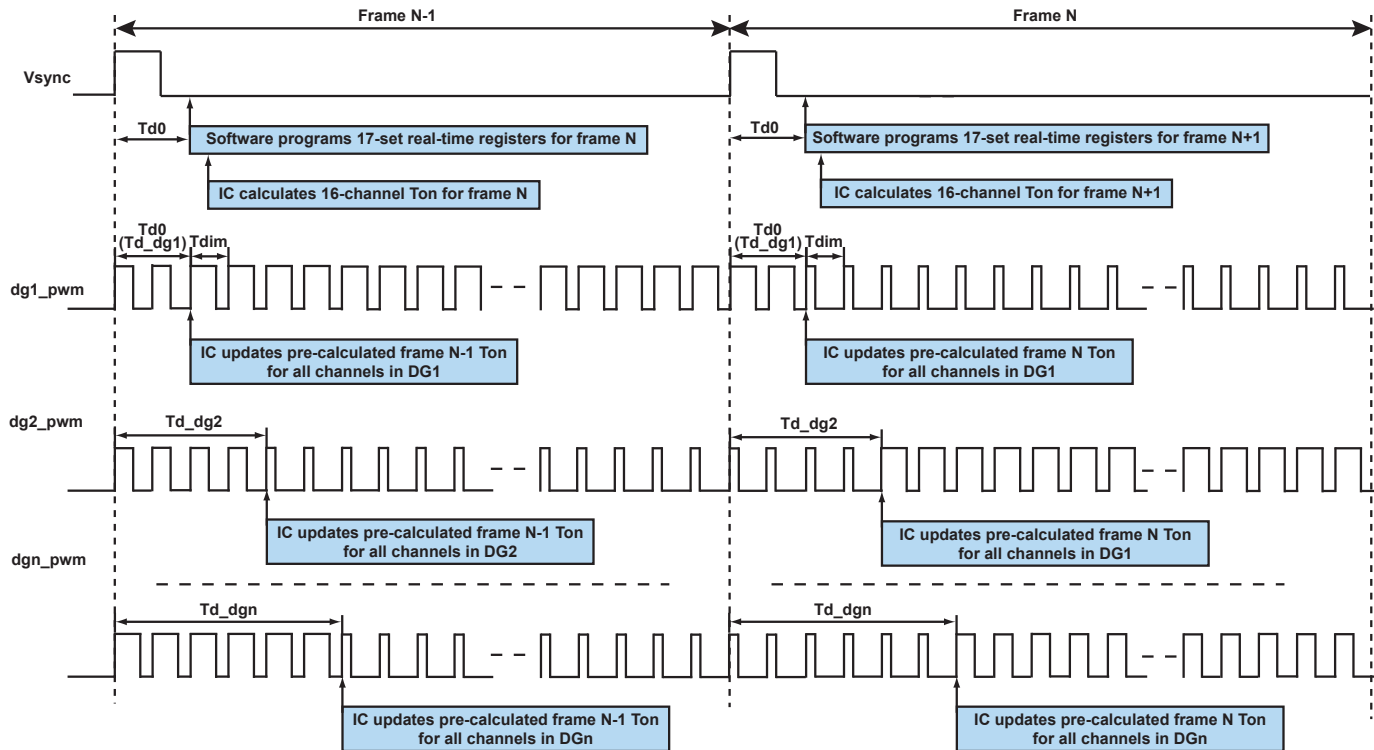 Frame N-1
Frame N
Vsync
Td0
Td0
Software programs 17-set real-time registers for frame N
Software programs 17-set real-time registers for frame N+1
IC calculates 16-channel Ton for frame N
IC calculates 16-channel Ton for frame N+1
Td0
(Td_dg1)
Tdim
Td0
(Td_dg1)
Tdim
dg1_pwm
IC updates pre-calculated frame N-1 Ton
for all channels in DG1
IC updates pre-calculated frame N Ton
for all channels in DG1
dg2_pwm
Td_dg2
Td_dg2
IC updates pre-calculated frame N-1 Ton
for all channels in DG2
IC updates pre-calculated frame N Ton
for all channels in DG1
dgn_pwm
Td_dgn
Td_dgn
IC updates pre-calculated frame N-1 Ton
for all channels in DGn
IC updates pre-calculated frame N Ton
for all channels in DGn